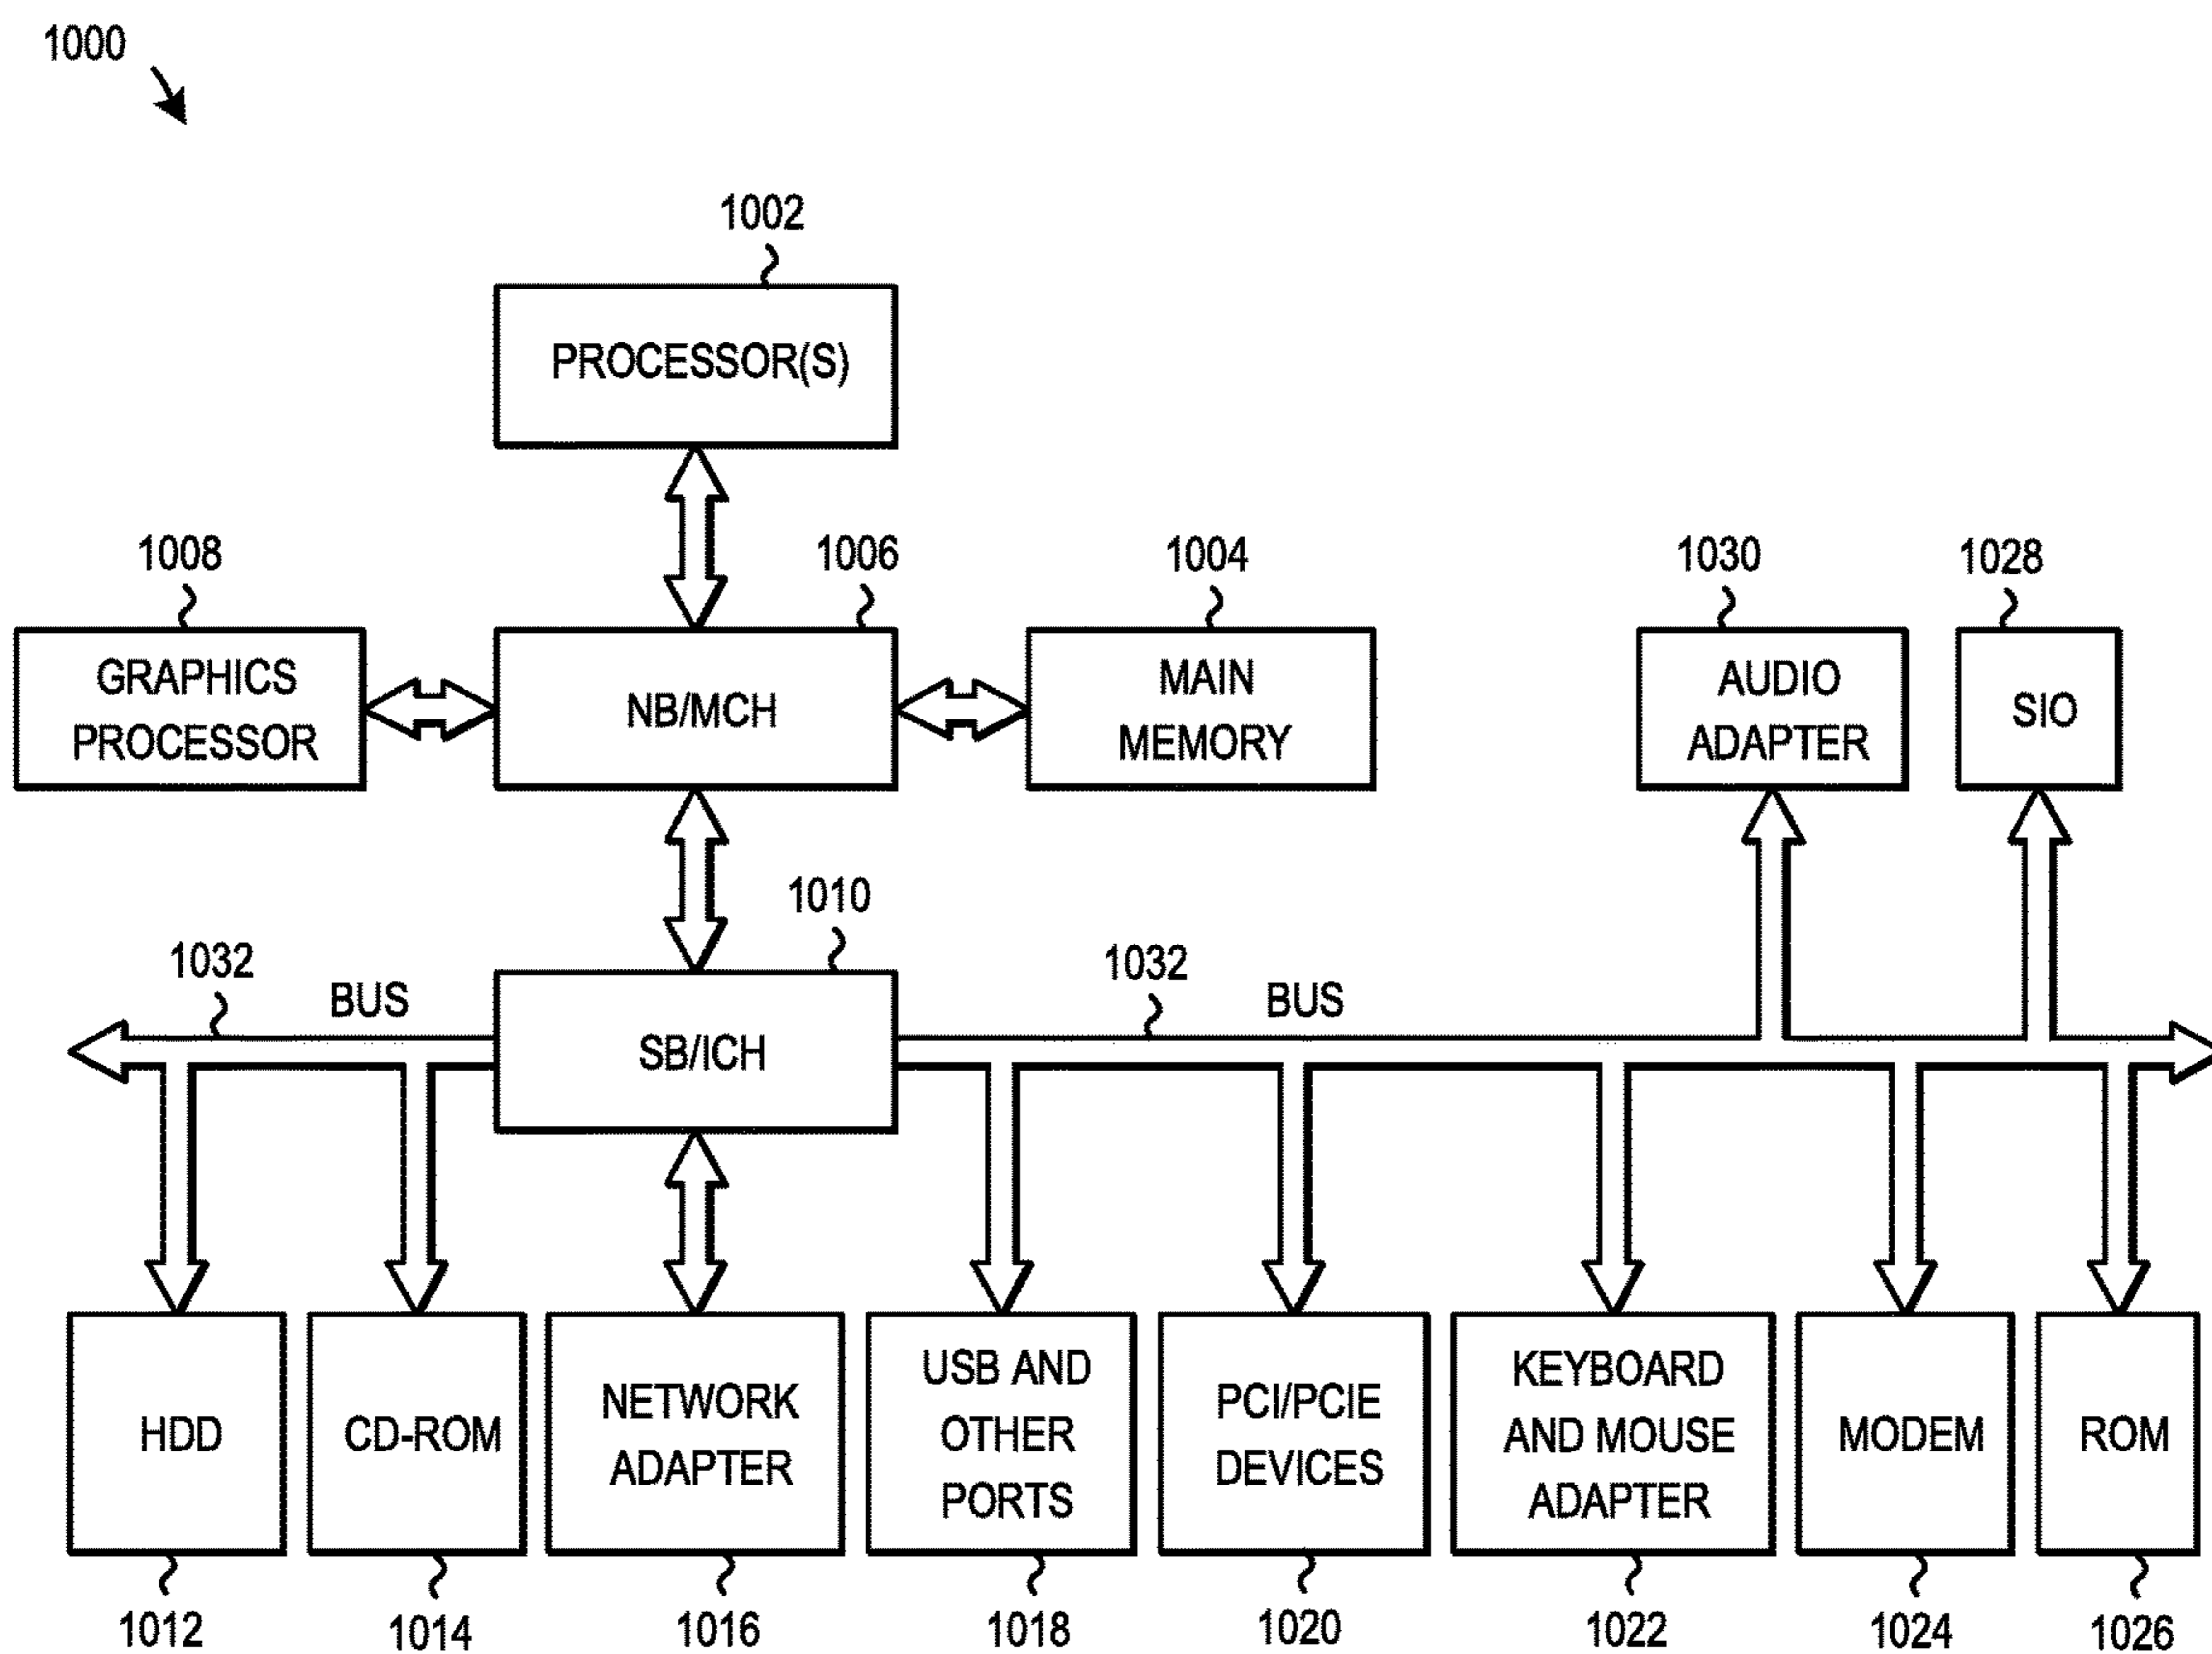 1000
1002
PROCESSOR(S)
1008
1006
1004
1030
1028
GRAPHICS
PROCESSOR
NB/MCH
MAIN
MEMORY
AUDIO
ADAPTER
SIO
1010
1032
BUS
SB/ICH
1032
BUS
HDD
CD-ROM
NETWORK
ADAPTER
USB AND
OTHER
PORTS
PCI/PCIE
DEVICES
KEYBOARD
AND MOUSE
ADAPTER
MODEM
ROM
1012
1014
1016
1018
1020
1022
1024
1026